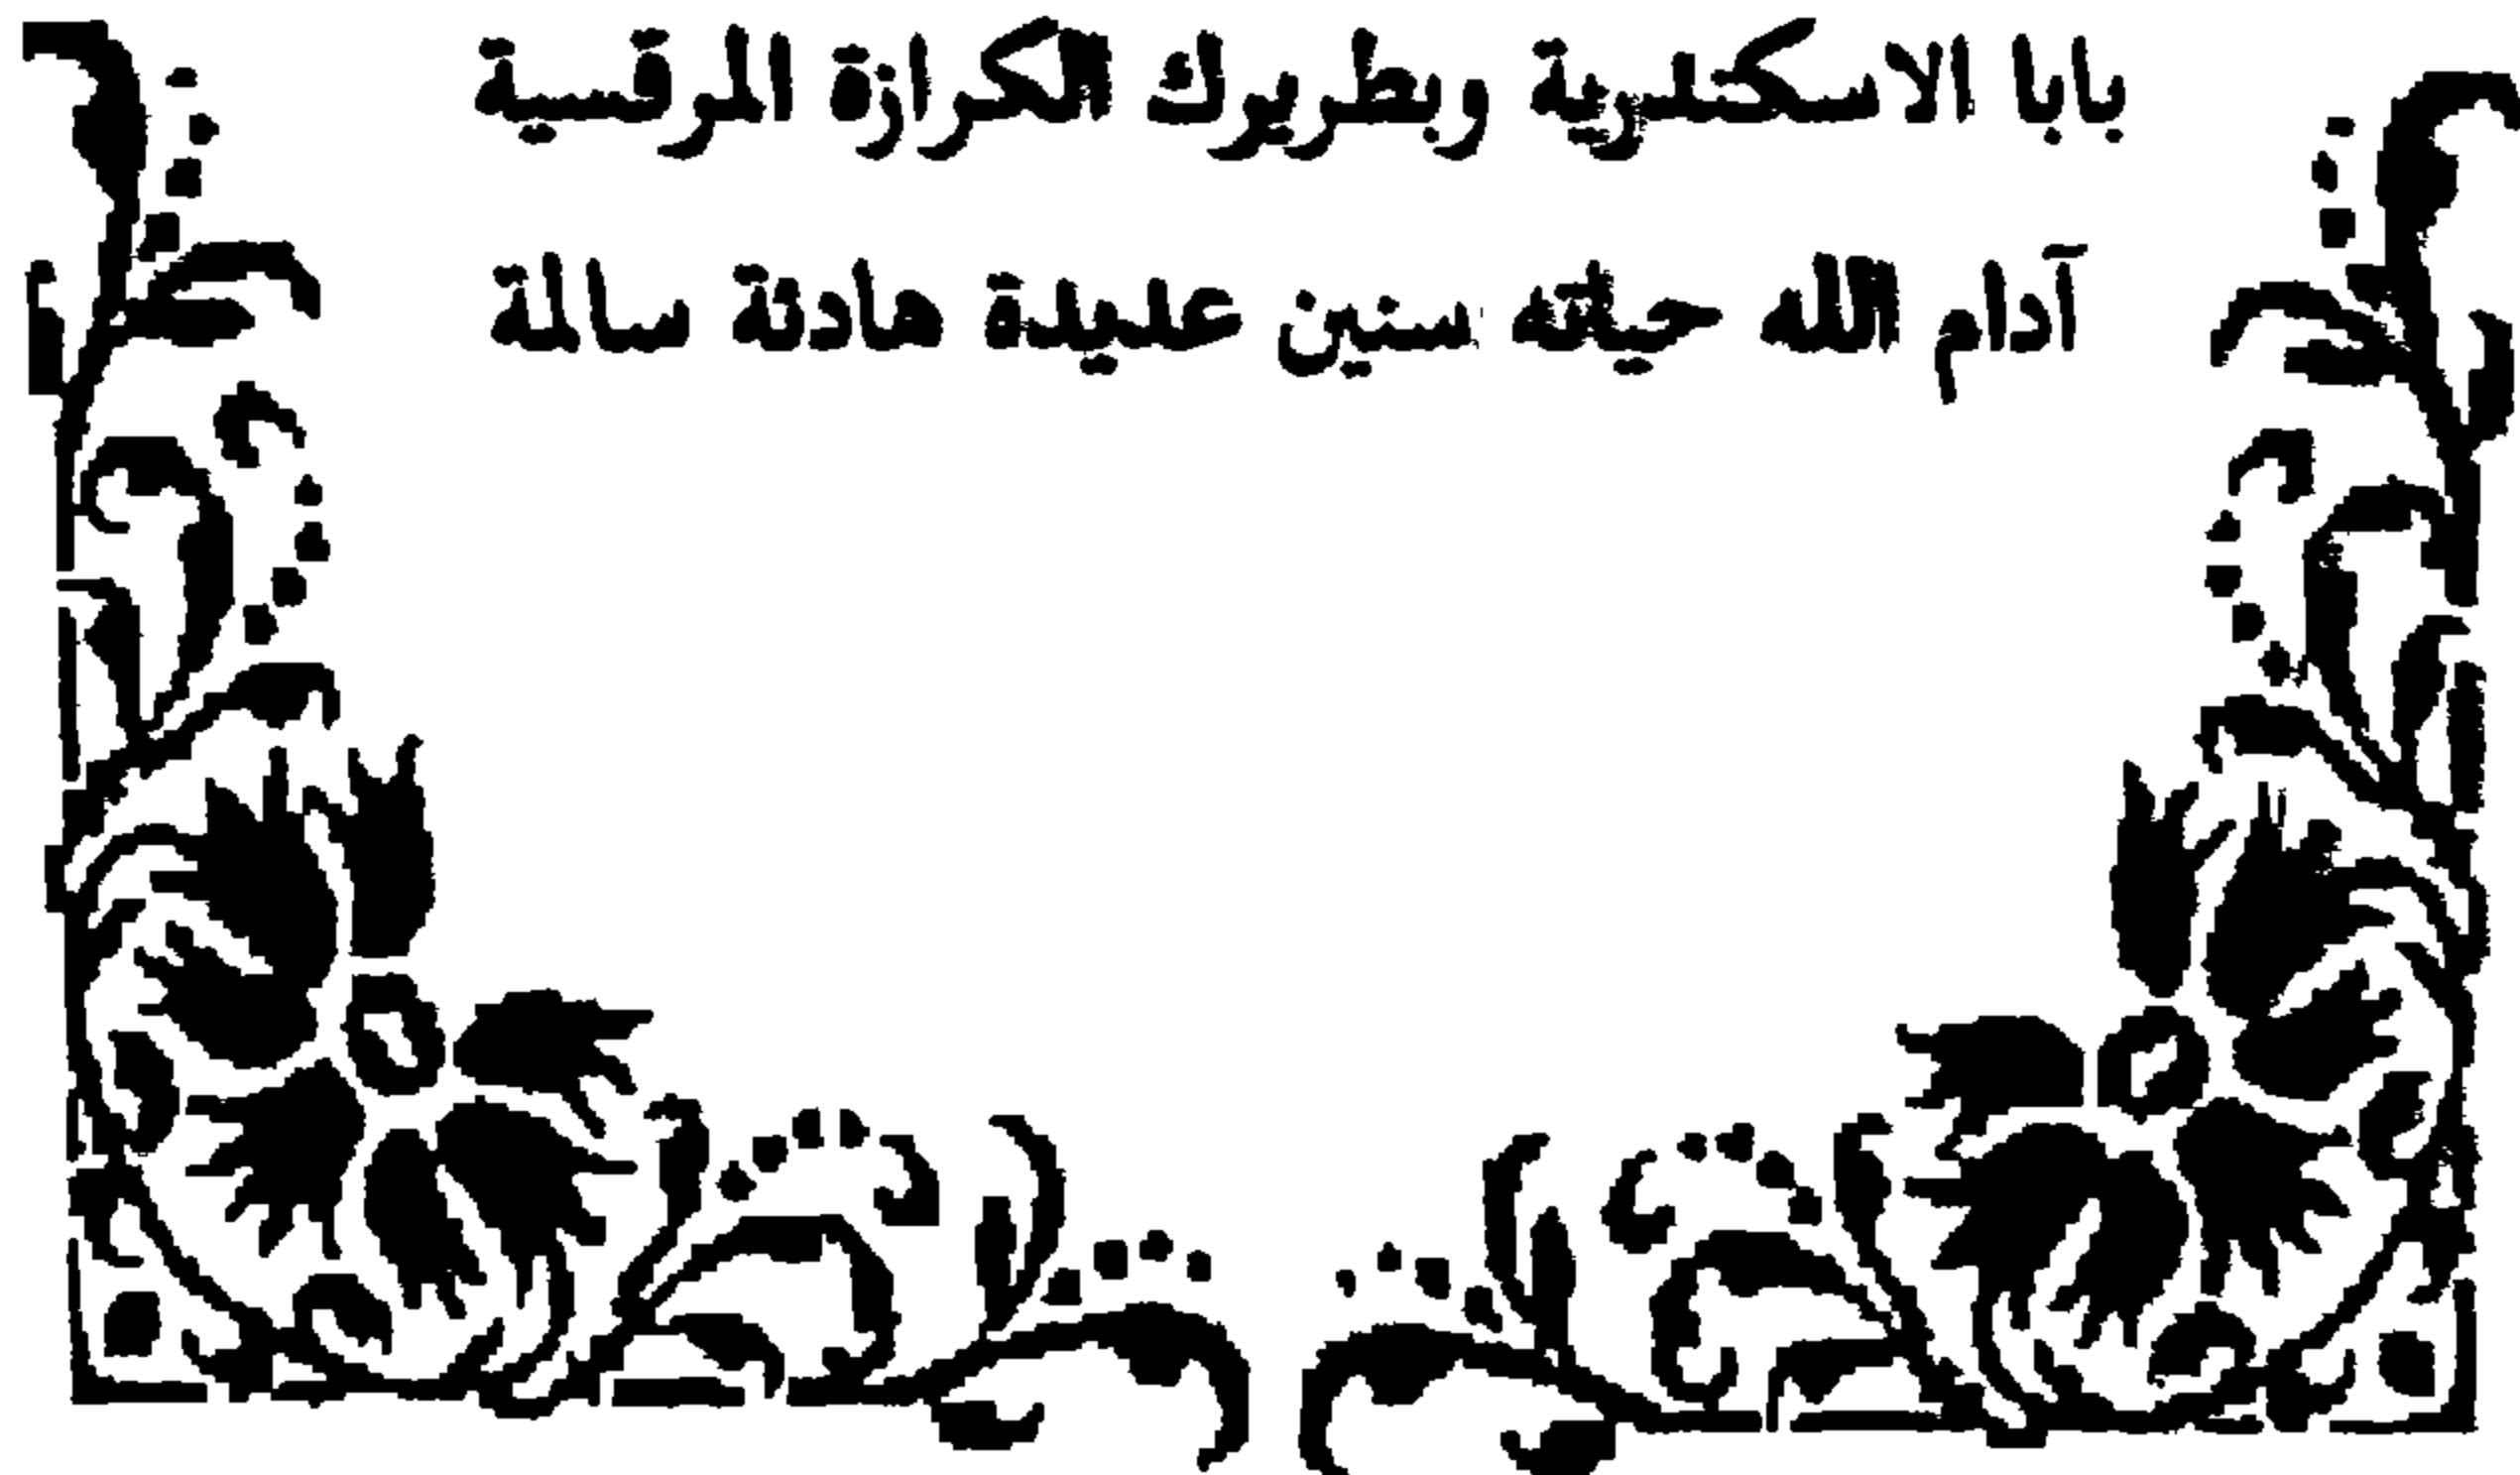 بابا الاسكندرية وبطريرك الكرازة المرقسية
آدام الله حياته سنين عديدة هادئة سالمة